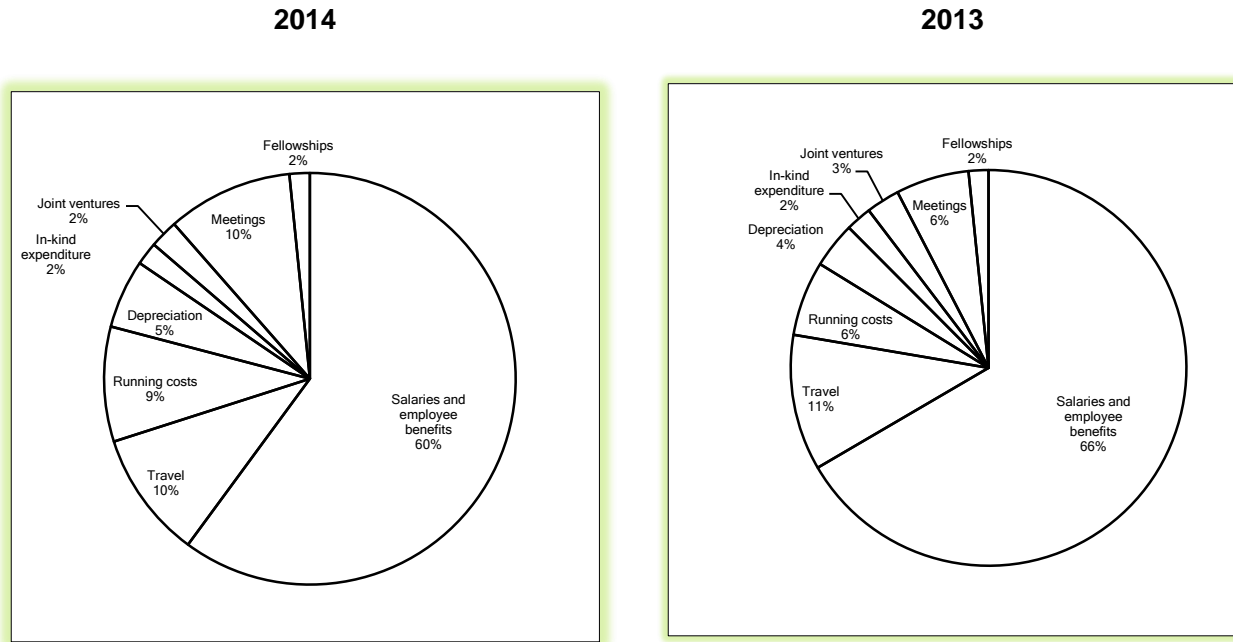 2014
Fellowships
2%
Joint ventures
2%
Meetings
10%
In-kind
expenditure
2%
Depreciation
5%
Running costs
9%
Travel
10%
Salaries and
employee
benefits
60%
2013
Fellowships
2%
Joint ventures
3%
In-kind
expenditure
2%
Meetings
6%
Depreciation
4%
Running costs
6%
Travel
11%
Salaries and
employee
benefits
66%